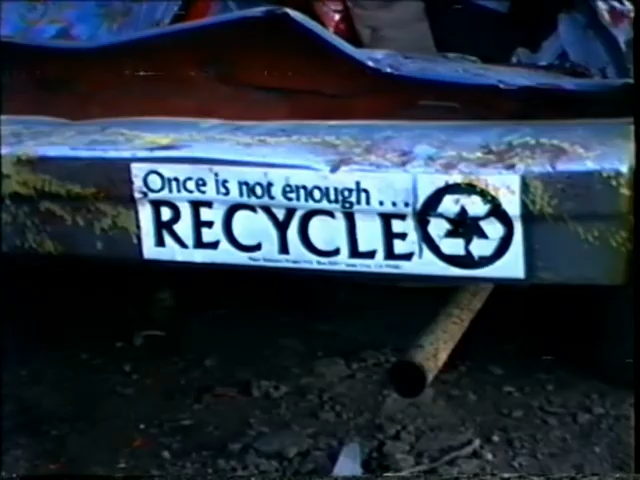 Once is not enough . . .
RECYCLE